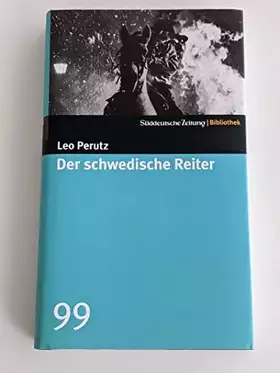 Süddeutsche Zeitung | Bibliothek
Leo Perutz
Der schwedische Reiter
99